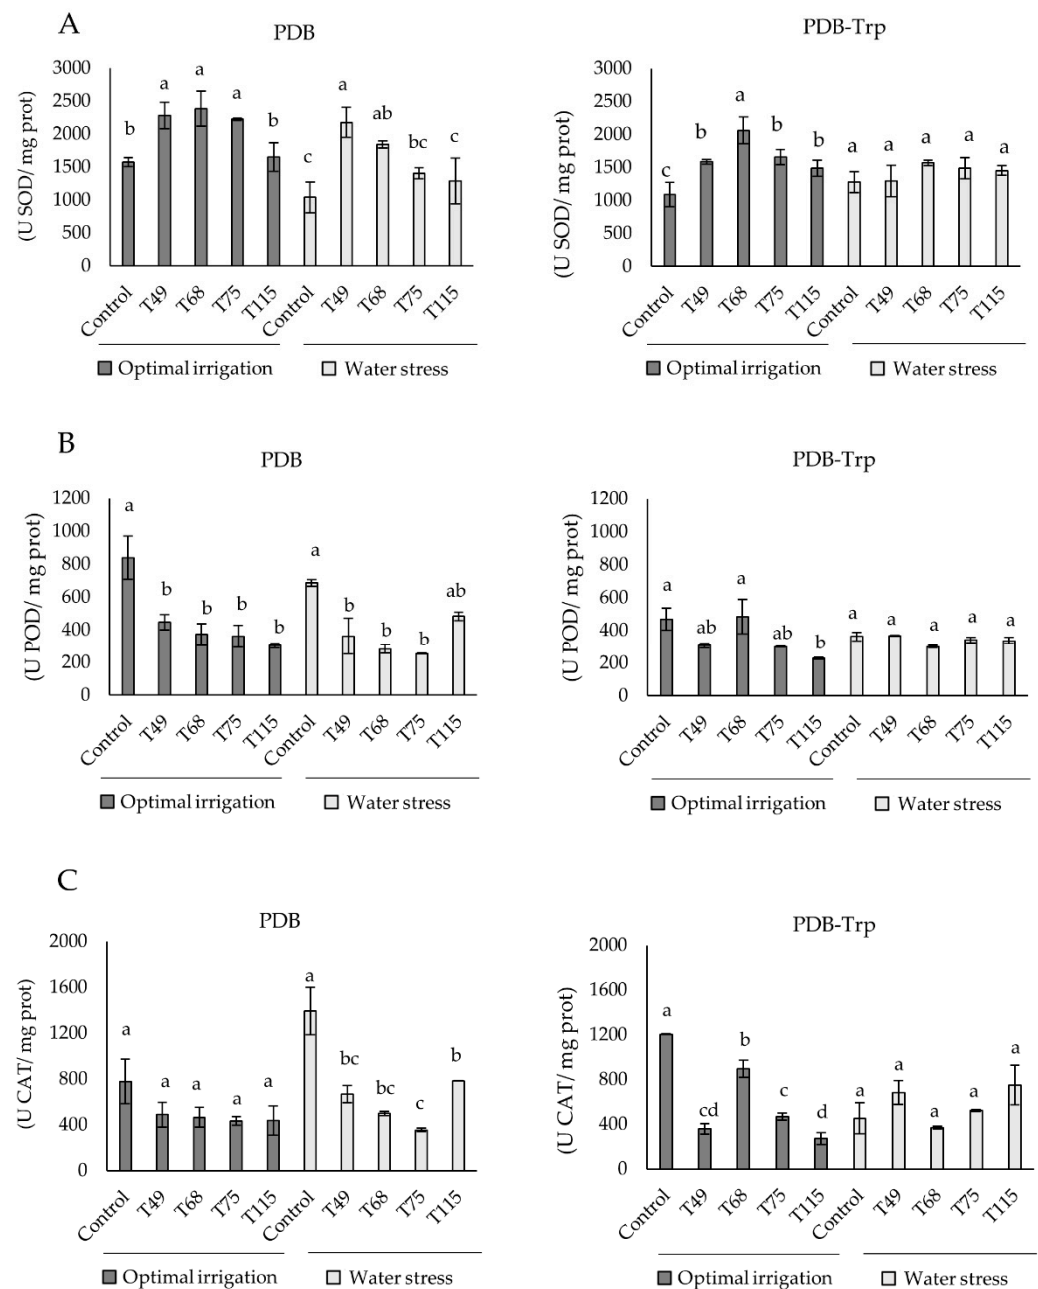 A
PDB
(U SOD/ mg prot)
3000
2500
2000
1500
1000
500
0
b
a
a
a
b
c
a
ab
bc
c
Control
T49
T68
T75
T115
Control
T49
T68
T75
T115
Optimal irrigation
Water stress
PDB-Trp
(U SOD/ mg prot)
3000
2500
2000
1500
1000
500
0
c
b
a
b
b
a
a
a
a
a
Control
T49
T68
T75
T115
Control
T49
T68
T75
T115
Optimal irrigation
Water stress
B
PDB
(U POD/ mg prot)
1200
1000
800
600
400
200
0
a
b
b
b
b
a
b
b
b
ab
Control
T49
T68
T75
T115
Control
T49
T68
T75
T115
Optimal irrigation
Water stress
PDB-Trp
(U POD/ mg prot)
1200
1000
800
600
400
200
0
a
ab
a
ab
b
a
a
a
a
a
Control
T49
T68
T75
T115
Control
T49
T68
T75
T115
Optimal irrigation
Water stress
C
PDB
(U CAT/ mg prot)
2000
1600
1200
800
400
0
a
a
a
a
a
a
bc
bc
c
b
Control
T49
T68
T75
T115
Control
T49
T68
T75
T115
Optimal irrigation
Water stress
PDB-Trp
(U CAT/ mg prot)
2000
1600
1200
800
400
0
a
cd
b
c
d
a
a
a
a
a
Control
T49
T68
T75
T115
Control
T49
T68
T75
T115
Optimal irrigation
Water stress